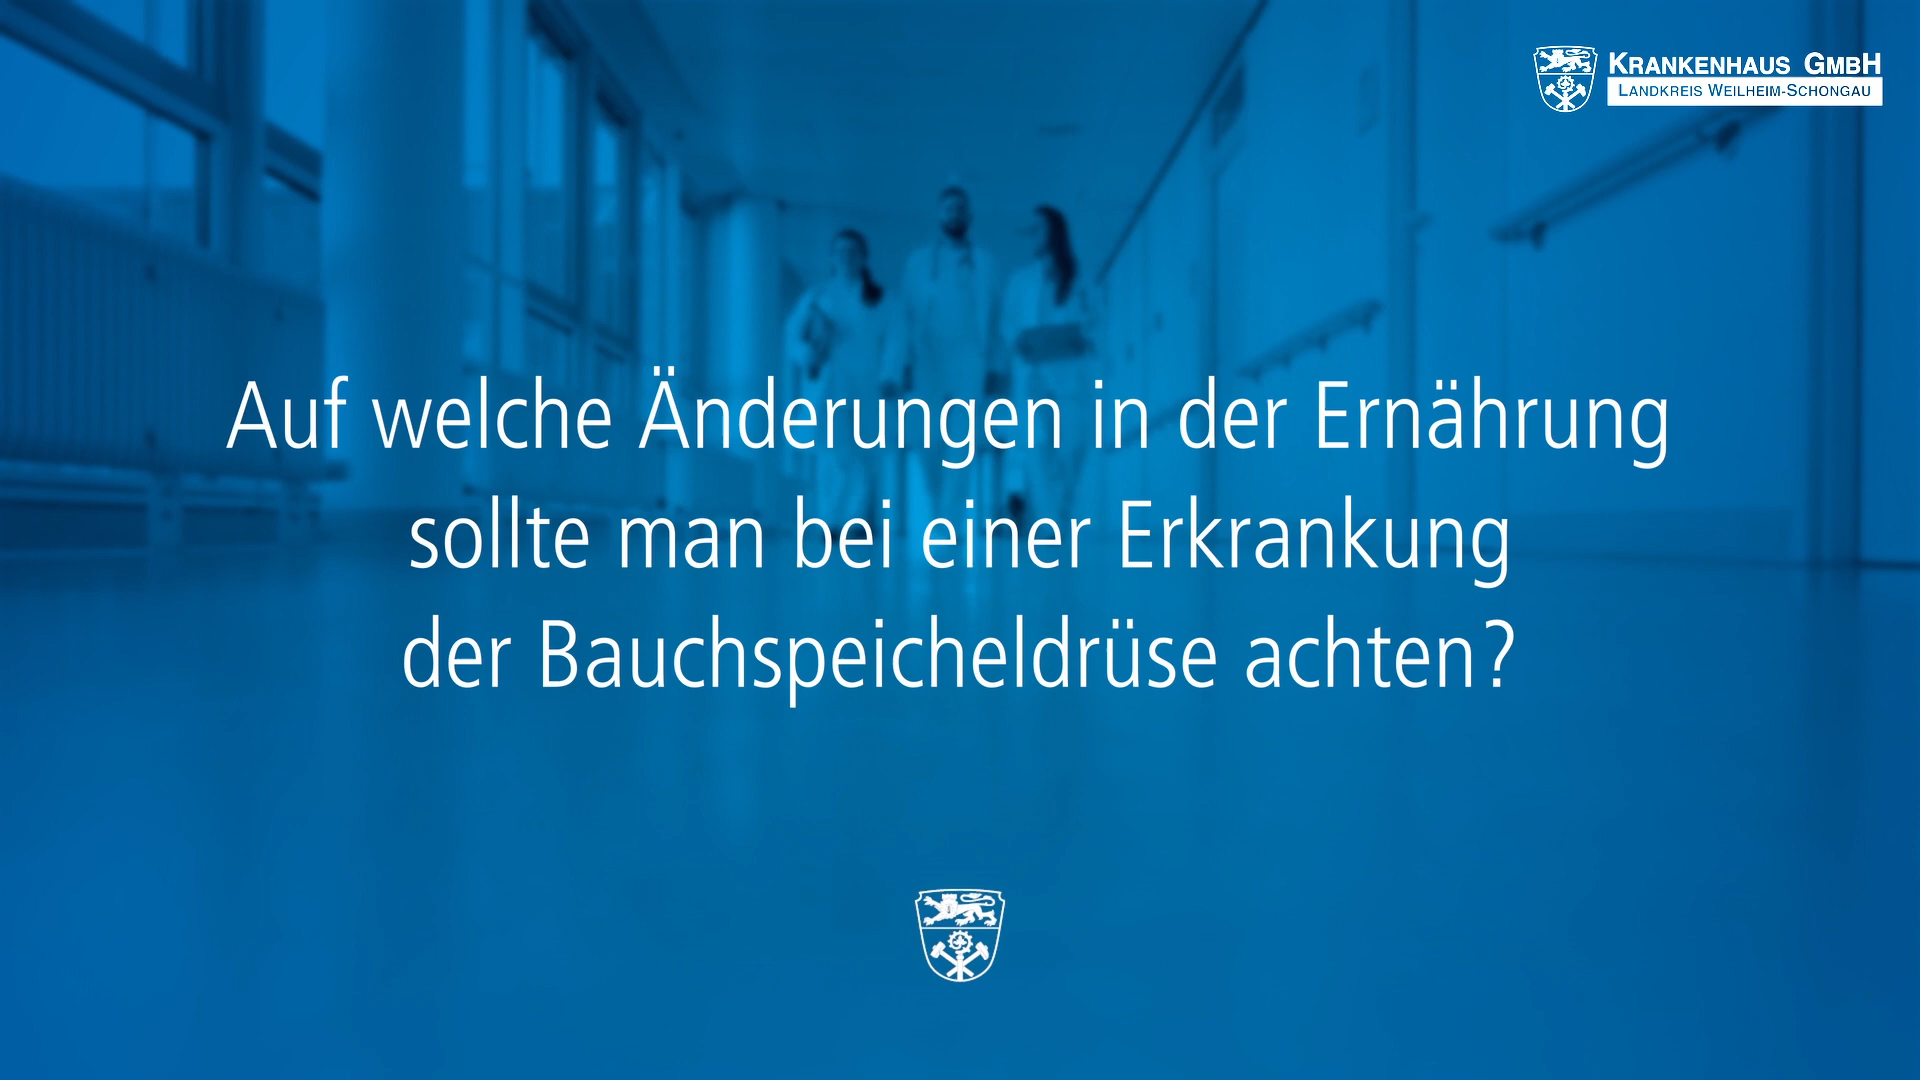 KRANKENHAUS GMBH
LANDKREIS WEILHEIM-SCHONGAU
Auf welche Änderungen in der Ernährung
sollte man bei einer Erkrankung
der Bauchspeicheldrüse achten?